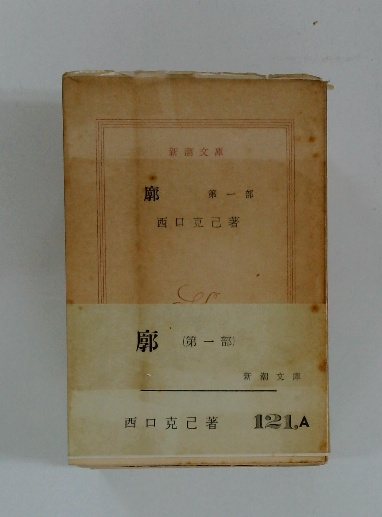 新潮文庫
廓 第一部
西口克己著
廓 (第一部)
新潮文庫
西口克己著 121.A